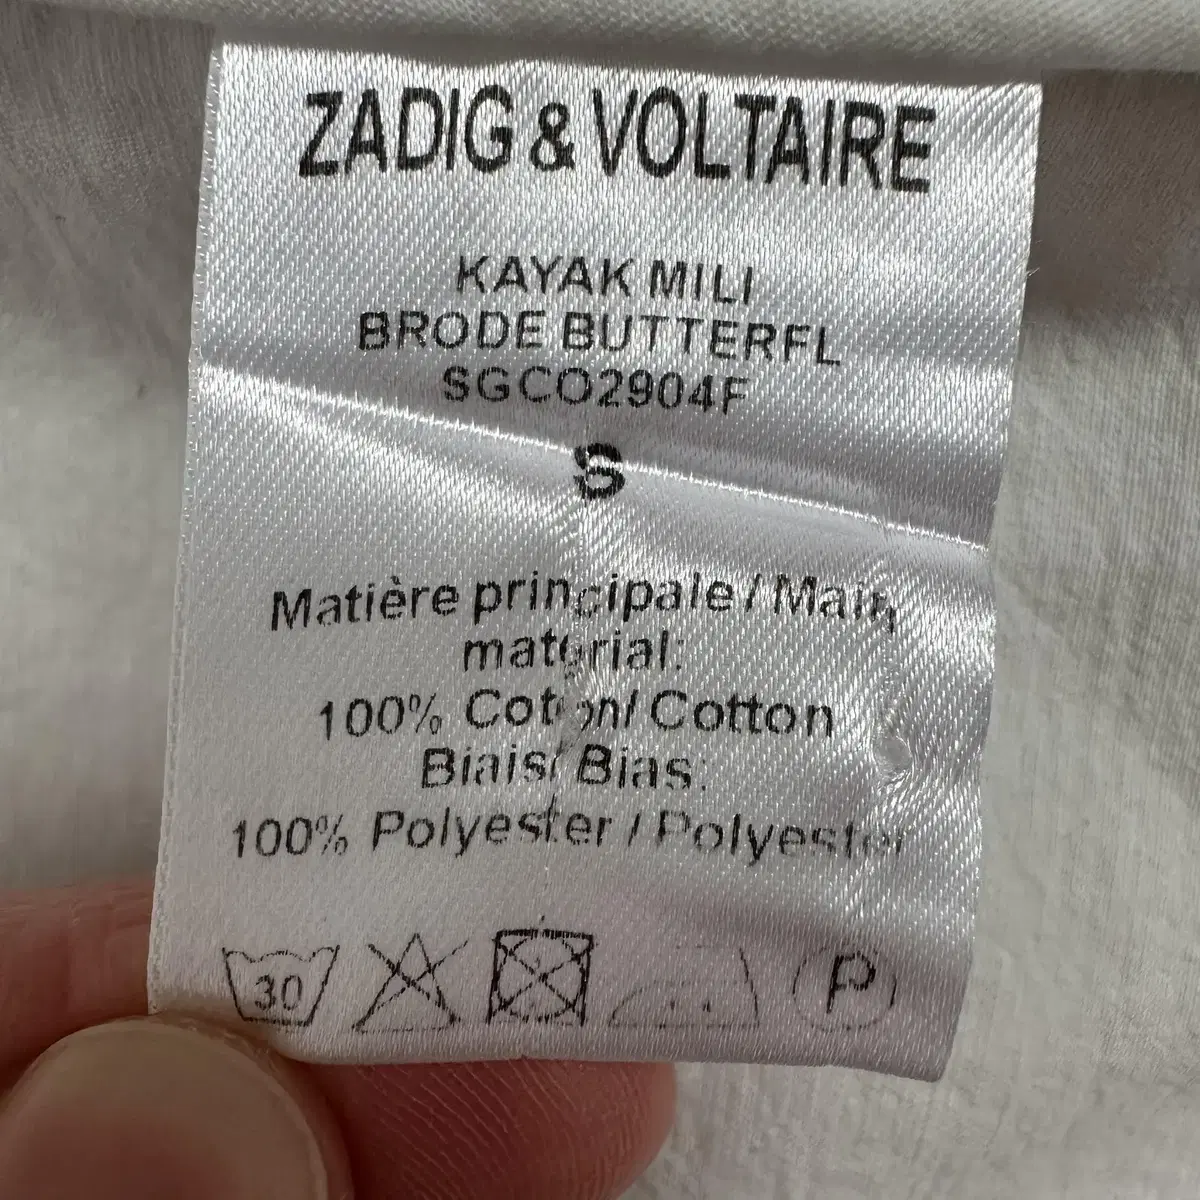 ZADIG & VOLTAIRE
KAYAK MILI
BRODE BUTTERFL
SGCO2904F
S
Matière principale / Main
material:
100% Coton / Cotton
Biais / Bias:
100% Polyester / Polyester
30 P